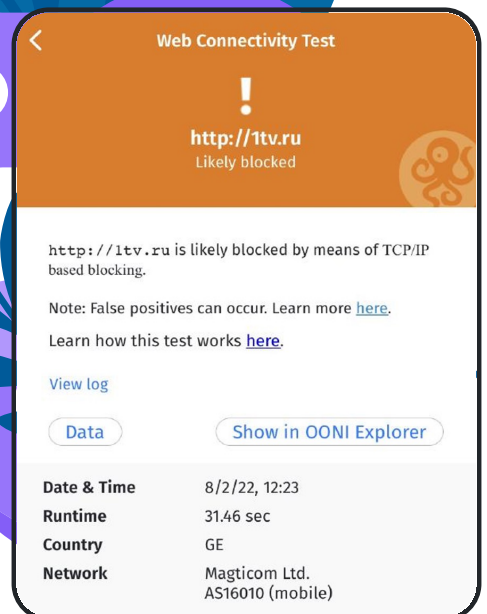 Web Connectivity Test
!
http://1tv.ru
Likely blocked
http://1tv.ru is likely blocked by means of TCP/IP
based blocking.
Note: False positives can occur. Learn more here.
Learn how this test works here.
View log
Data
Show in OONI Explorer
Date & Time 8/2/22, 12:23
Runtime 31.46 sec
Country GE
Network Magticom Ltd.
AS16010 (mobile)